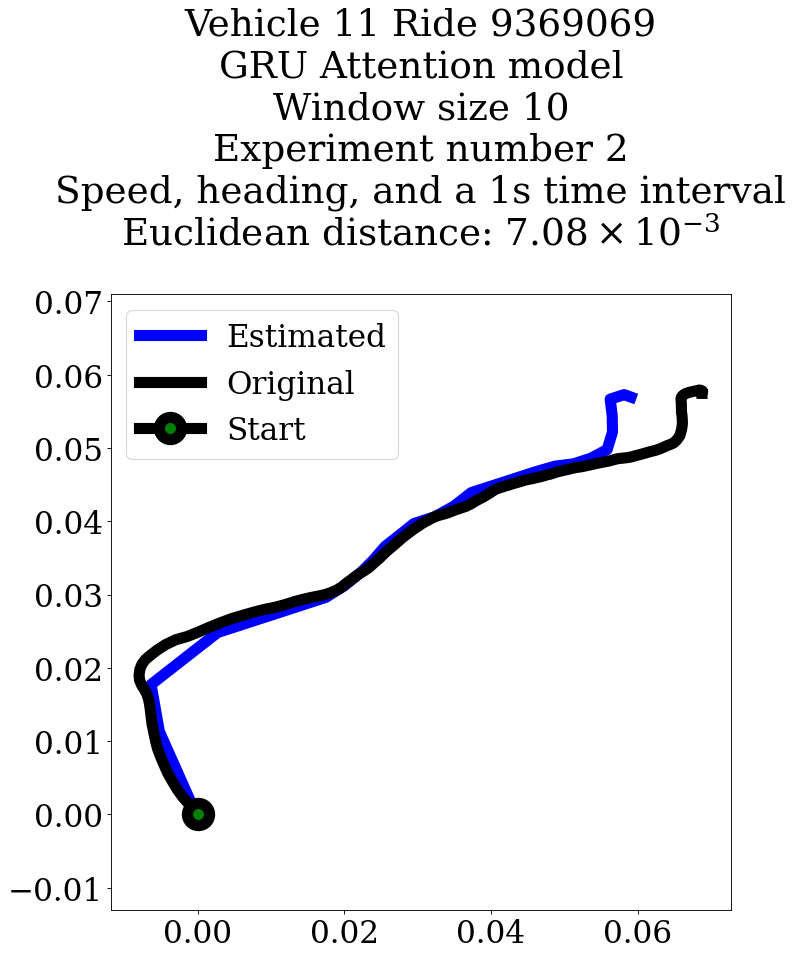 Vehicle 11 Ride 9369069
GRU Attention model
Window size 10
Experiment number 2
Speed, heading, and a 1s time interval
Euclidean distance: 7.08 × 10⁻³
0.07
0.06
0.05
0.04
0.03
0.02
0.01
0.00
−0.01
Estimated
Original
Start
0.00 0.02 0.04 0.06